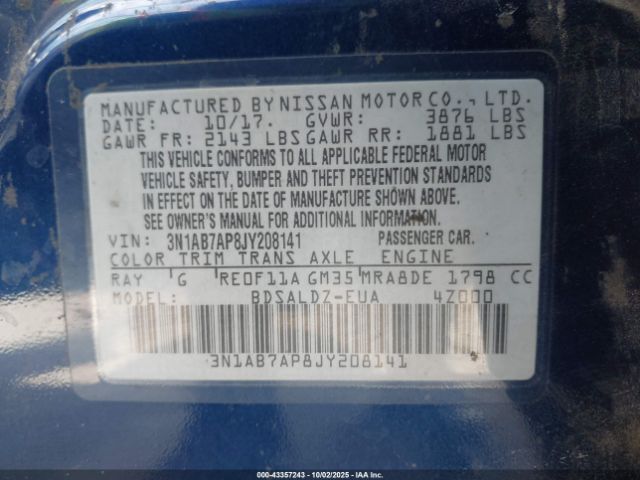 MANUFACTURED BY NISSAN MOTOR CO., LTD.
DATE: 10/17. GVWR: 3876 LBS
GAWR FR: 2143 LBS GAWR RR: 1881 LBS
THIS VEHICLE CONFORMS TO ALL APPLICABLE FEDERAL MOTOR
VEHICLE SAFETY, BUMPER AND THEFT PREVENTION STANDARDS
IN EFFECT ON THE DATE OF MANUFACTURE SHOWN ABOVE.
SEE OWNER'S MANUAL FOR ADDITIONAL INFORMATION.
VIN: 3N1AB7AP8JY208141 PASSENGER CAR.
COLOR TRIM TRANS AXLE ENGINE
RAY G RE0F11A GM35 MRA8DE 1798 CC
MODEL: BDSALDZ-EUA 4Z000
3N1AB7AP8JY208141
000-43357243 - 10/02/2025 - IAA, Inc.